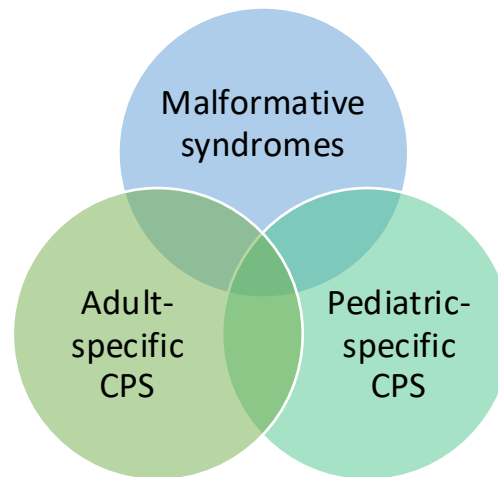 Malformative
syndromes
Adult-
specific
CPS
Pediatric-
specific
CPS